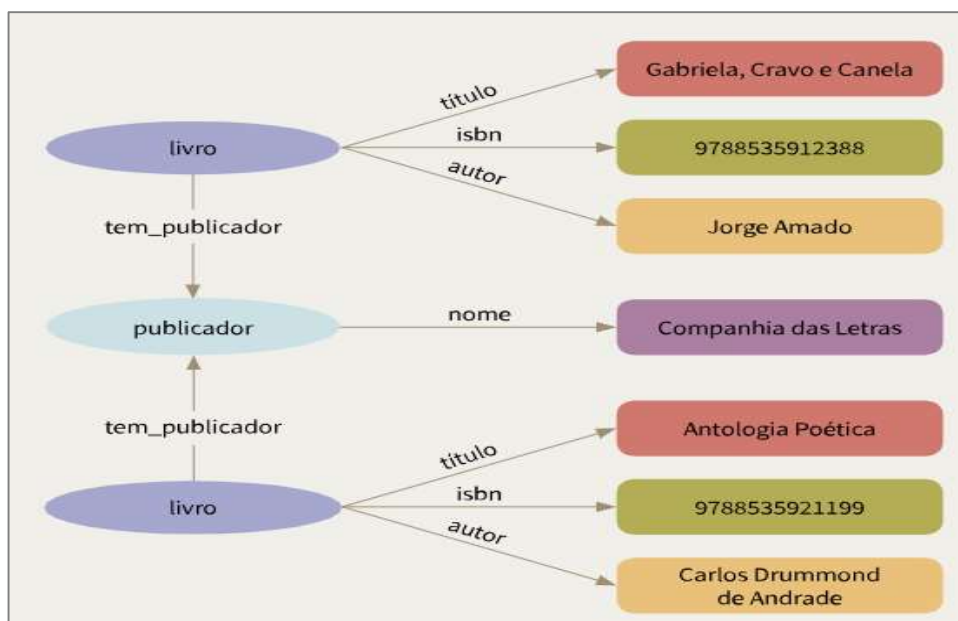 Gabriela, Cravo e Canela
título
livro
isbn
9788535912388
autor
Jorge Amado
tem_publicador
publicador
nome
Companhia das Letras
tem_publicador
Antologia Poética
título
livro
isbn
9788535921199
autor
Carlos Drummond
de Andrade